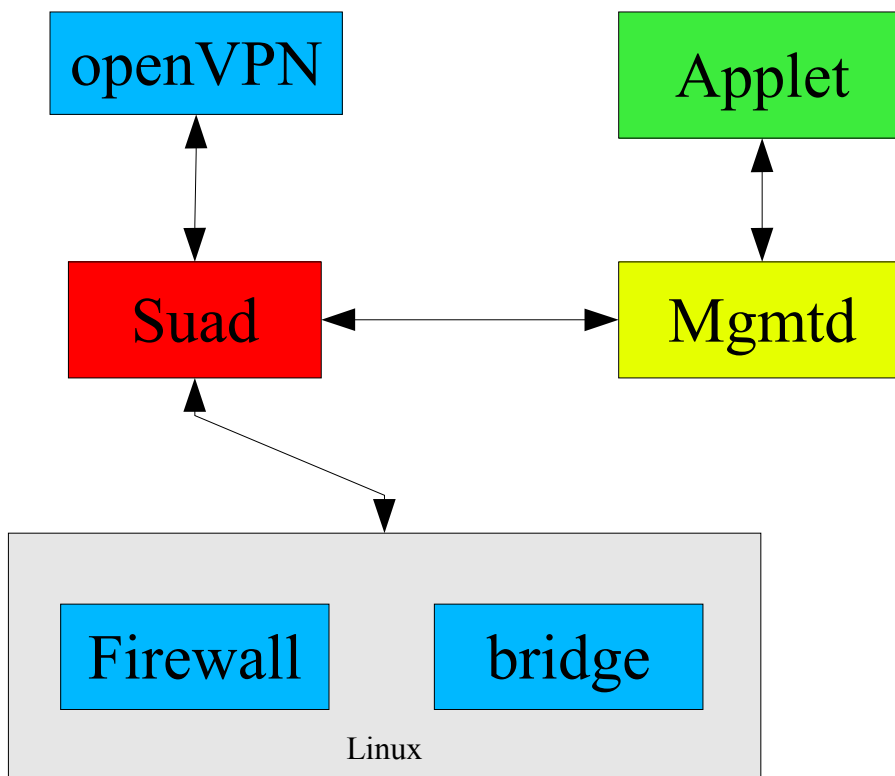 openVPN
Applet
Suad
Mgmtd
Firewall
bridge
Linux